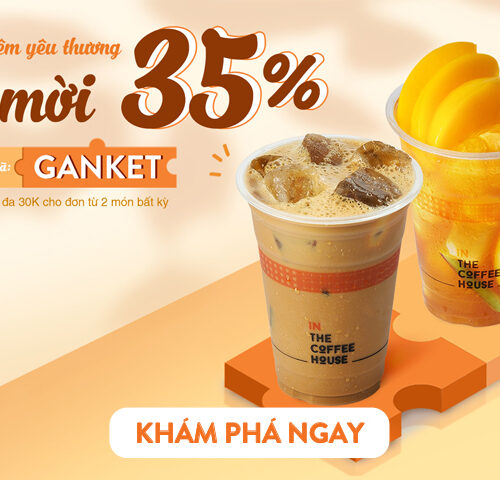 êm yêu thương
mời 35%
ã: GANKET
đa 30K cho đơn từ 2 món bất kỳ
IN
THE
COFFEE
HOUSE
IN
THE
COFFEE
HOUSE
KHÁM PHÁ NGAY